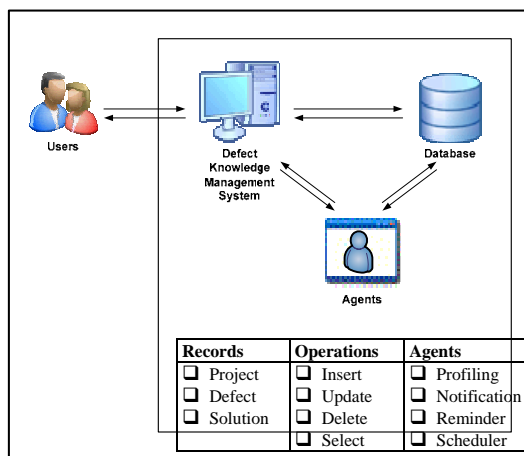 Users
Defect
Knowledge
Management
System
Database
Agents
Records Operations Agents
❑ Project ❑ Insert ❑ Profiling
❑ Defect ❑ Update ❑ Notification
❑ Solution ❑ Delete ❑ Reminder
❑ Select ❑ Scheduler